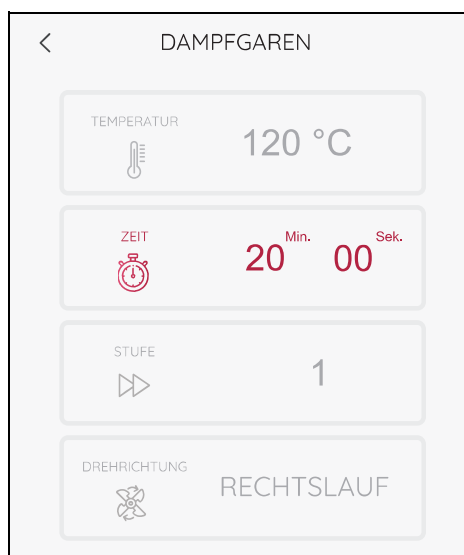 DAMPFGAREN
TEMPERATUR
120 °C
ZEIT
20 Min. 00 Sek.
STUFE
1
DREHRICHTUNG
RECHTSLAUF